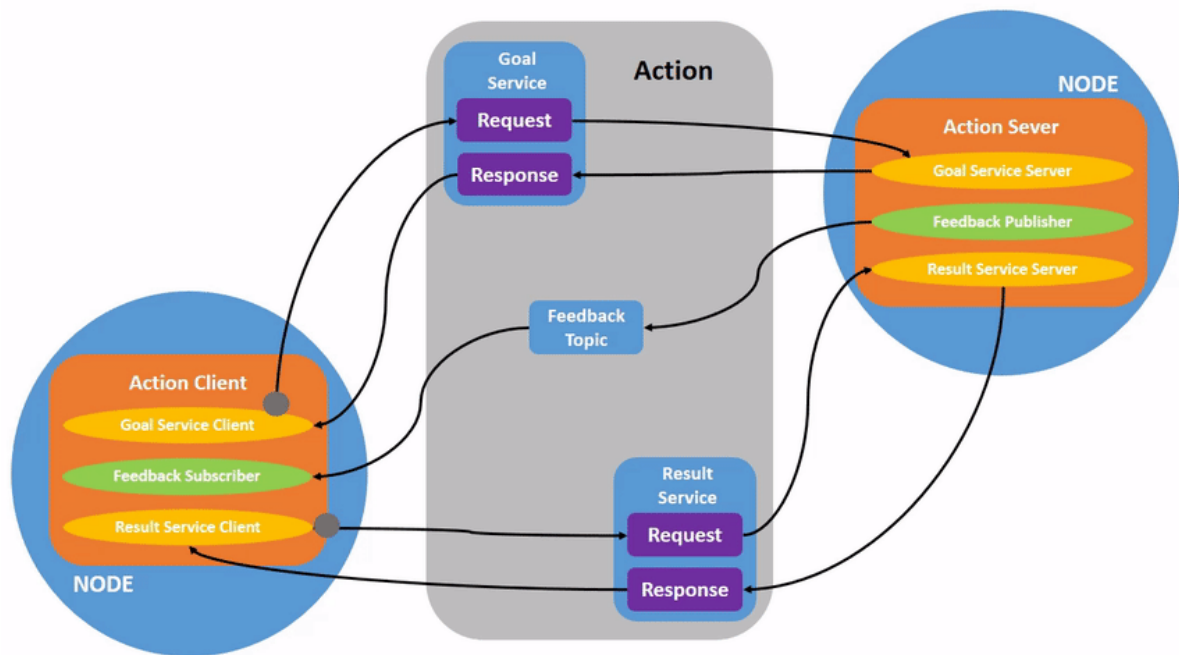 Goal
Service
Request
Response
Action
NODE
Action Sever
Goal Service Server
Feedback Publisher
Result Service Server
Feedback
Topic
Action Client
Goal Service Client
Feedback Subscriber
Result Service Client
NODE
Result
Service
Request
Response